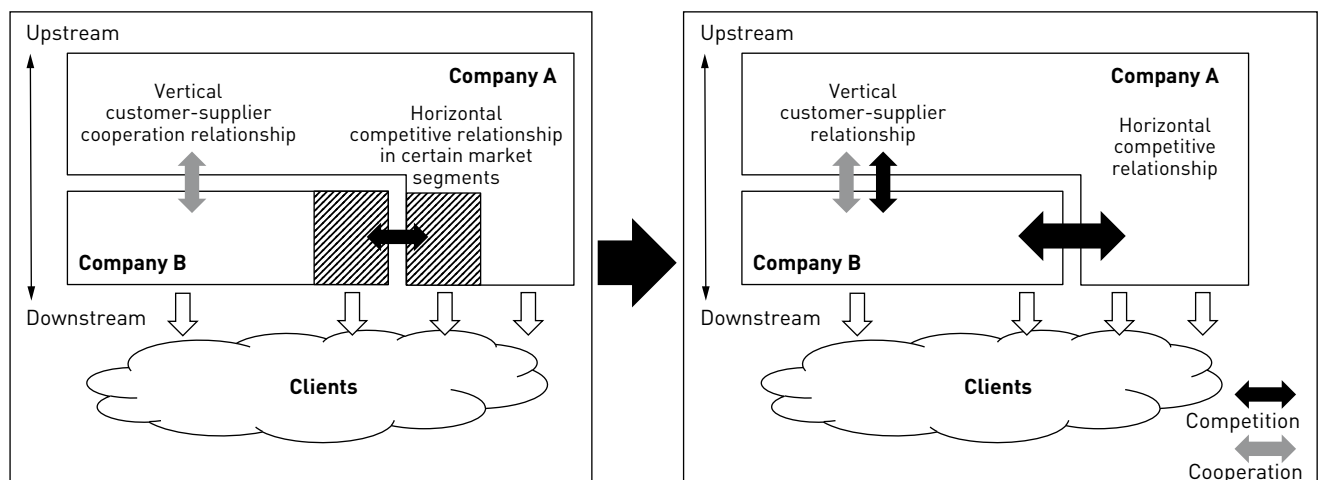 Upstream
Company A
Vertical
customer-supplier
cooperation relationship
Horizontal
competitive relationship
in certain market
segments
Company B
Downstream
Clients
Upstream
Company A
Vertical
customer-supplier
relationship
Horizontal
competitive
relationship
Company B
Downstream
Clients
Competition
Cooperation